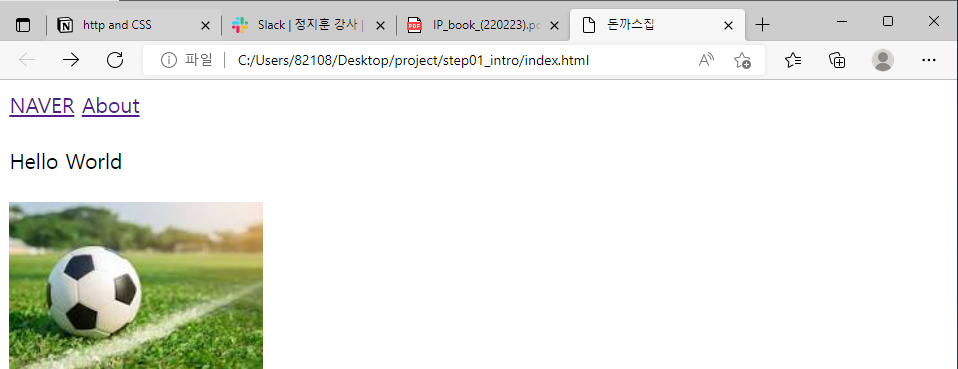 http and CSS
Slack | 정지훈 강사 |
IP_book_(220223).pc
돈까스집
파일 C:/Users/82108/Desktop/project/step01_intro/index.html
NAVER About
Hello World